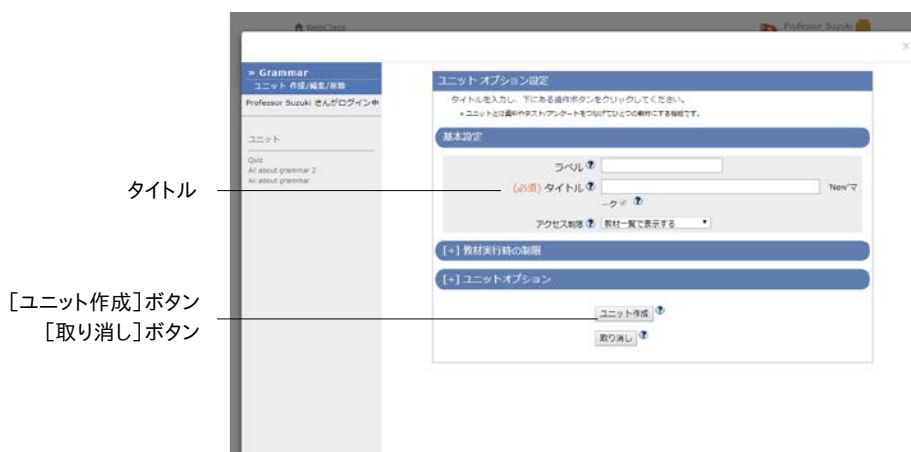 WebClass
Professor Suzuki
×
» Grammar
ユニット 作成/編集/削除
Professor Suzuki さんがログイン中
ユニット
Quiz
All about grammar 2
All about grammar
ユニット オプション設定
タイトルを入力し、下にある操作ボタンをクリックしてください。
» ユニットとは資料やテスト/アンケートをつなげてひとつの教材にする機能です。
基本設定
ラベル ?
(必須) タイトル ? New"マ
ーク ?
アクセス制限 ? 教材一覧で表示する
[+] 教材実行時の制限
[+] ユニットオプション
ユニット作成 ?
取り消し ?
タイトル
［ユニット作成］ボタン
［取り消し］ボタン